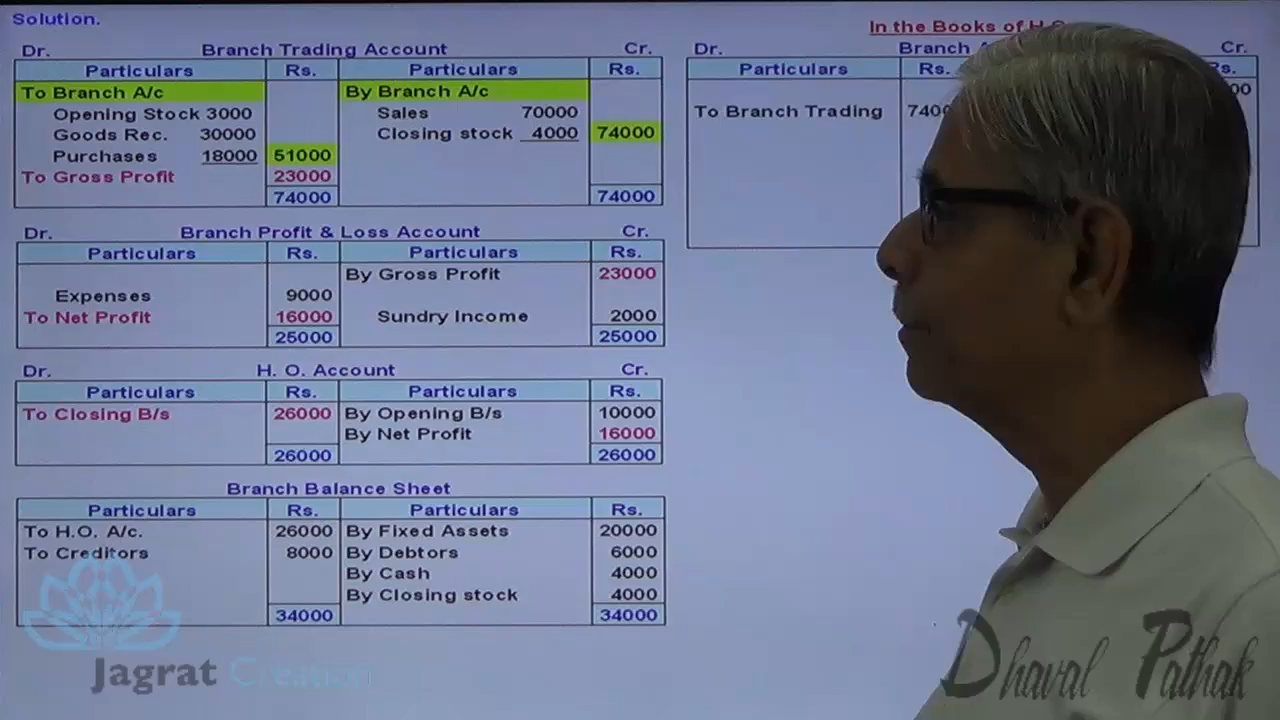 Solution.
Dr. Branch Trading Account Cr.
Particulars Rs. Particulars Rs.
To Branch A/c By Branch A/c
Opening Stock 3000 Sales 70000
Goods Rec. 30000 Closing stock 4000 74000
Purchases 18000 51000
To Gross Profit 23000
74000 74000
Dr. Branch Profit & Loss Account Cr.
Particulars Rs. Particulars Rs.
By Gross Profit 23000
Expenses 9000
To Net Profit 16000 Sundry Income 2000
25000 25000
Dr. H. O. Account Cr.
Particulars Rs. Particulars Rs.
To Closing B/s 26000 By Opening B/s 10000
By Net Profit 16000
26000 26000
Branch Balance Sheet
Particulars Rs. Particulars Rs.
To H.O. A/c. 26000 By Fixed Assets 20000
To Creditors 8000 By Debtors 6000
By Cash 4000
By Closing stock 4000
34000 34000
In the Books of
Dr. Branch Cr.
Particulars Rs. Rs.
To Branch Trading
Jagrat Creation
Dhaval Pathak